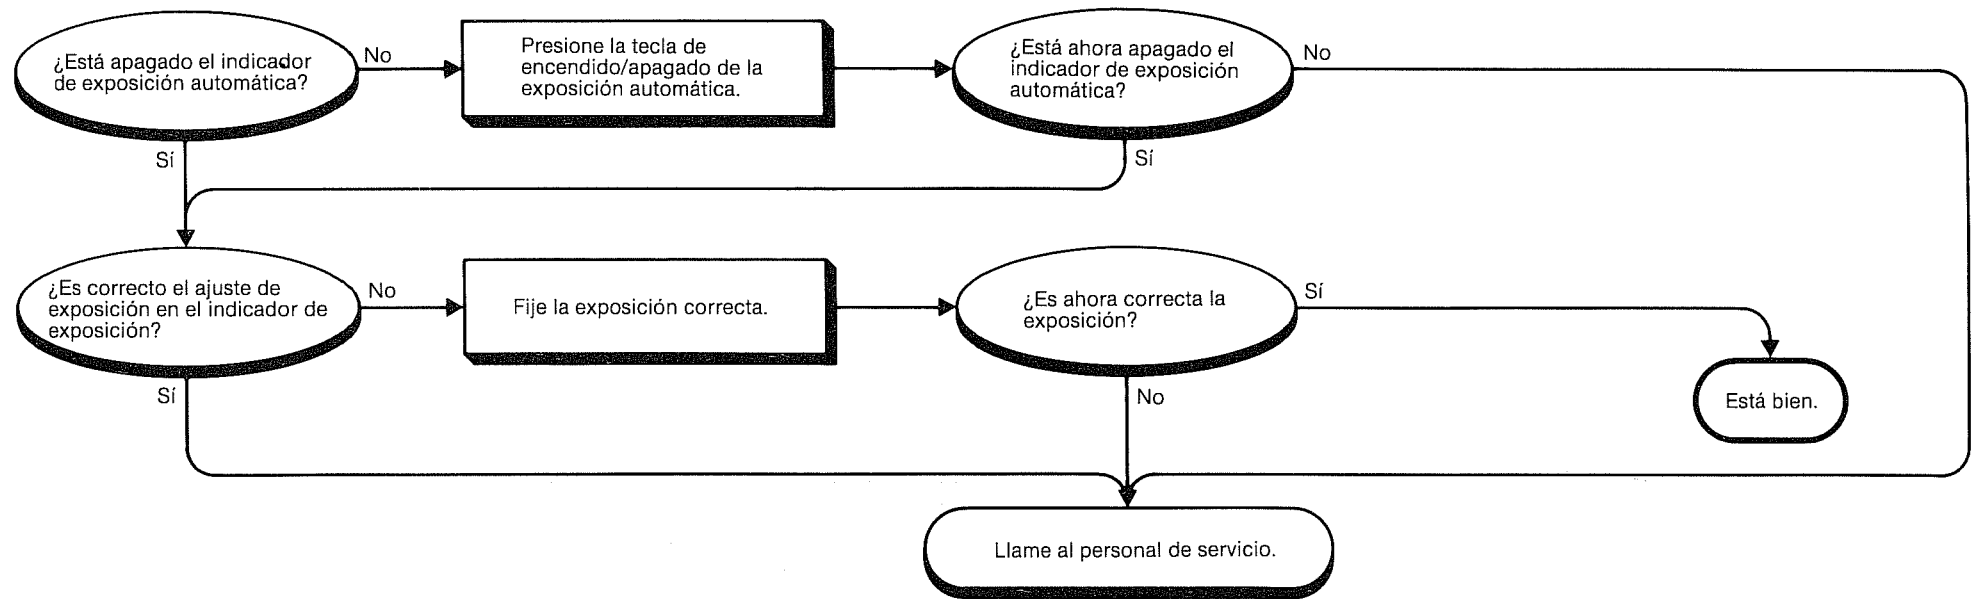 ¿Está apagado el indicador
de exposición automática?
No
Presione la tecla de
encendido/apagado de la
exposición automática.
¿Está ahora apagado el
indicador de exposición
automática?
No
Sí
Sí
¿Es correcto el ajuste de
exposición en el indicador de
exposición?
No
Fije la exposición correcta.
¿Es ahora correcta la
exposición?
Sí
Está bien.
Sí
No
Llame al personal de servicio.